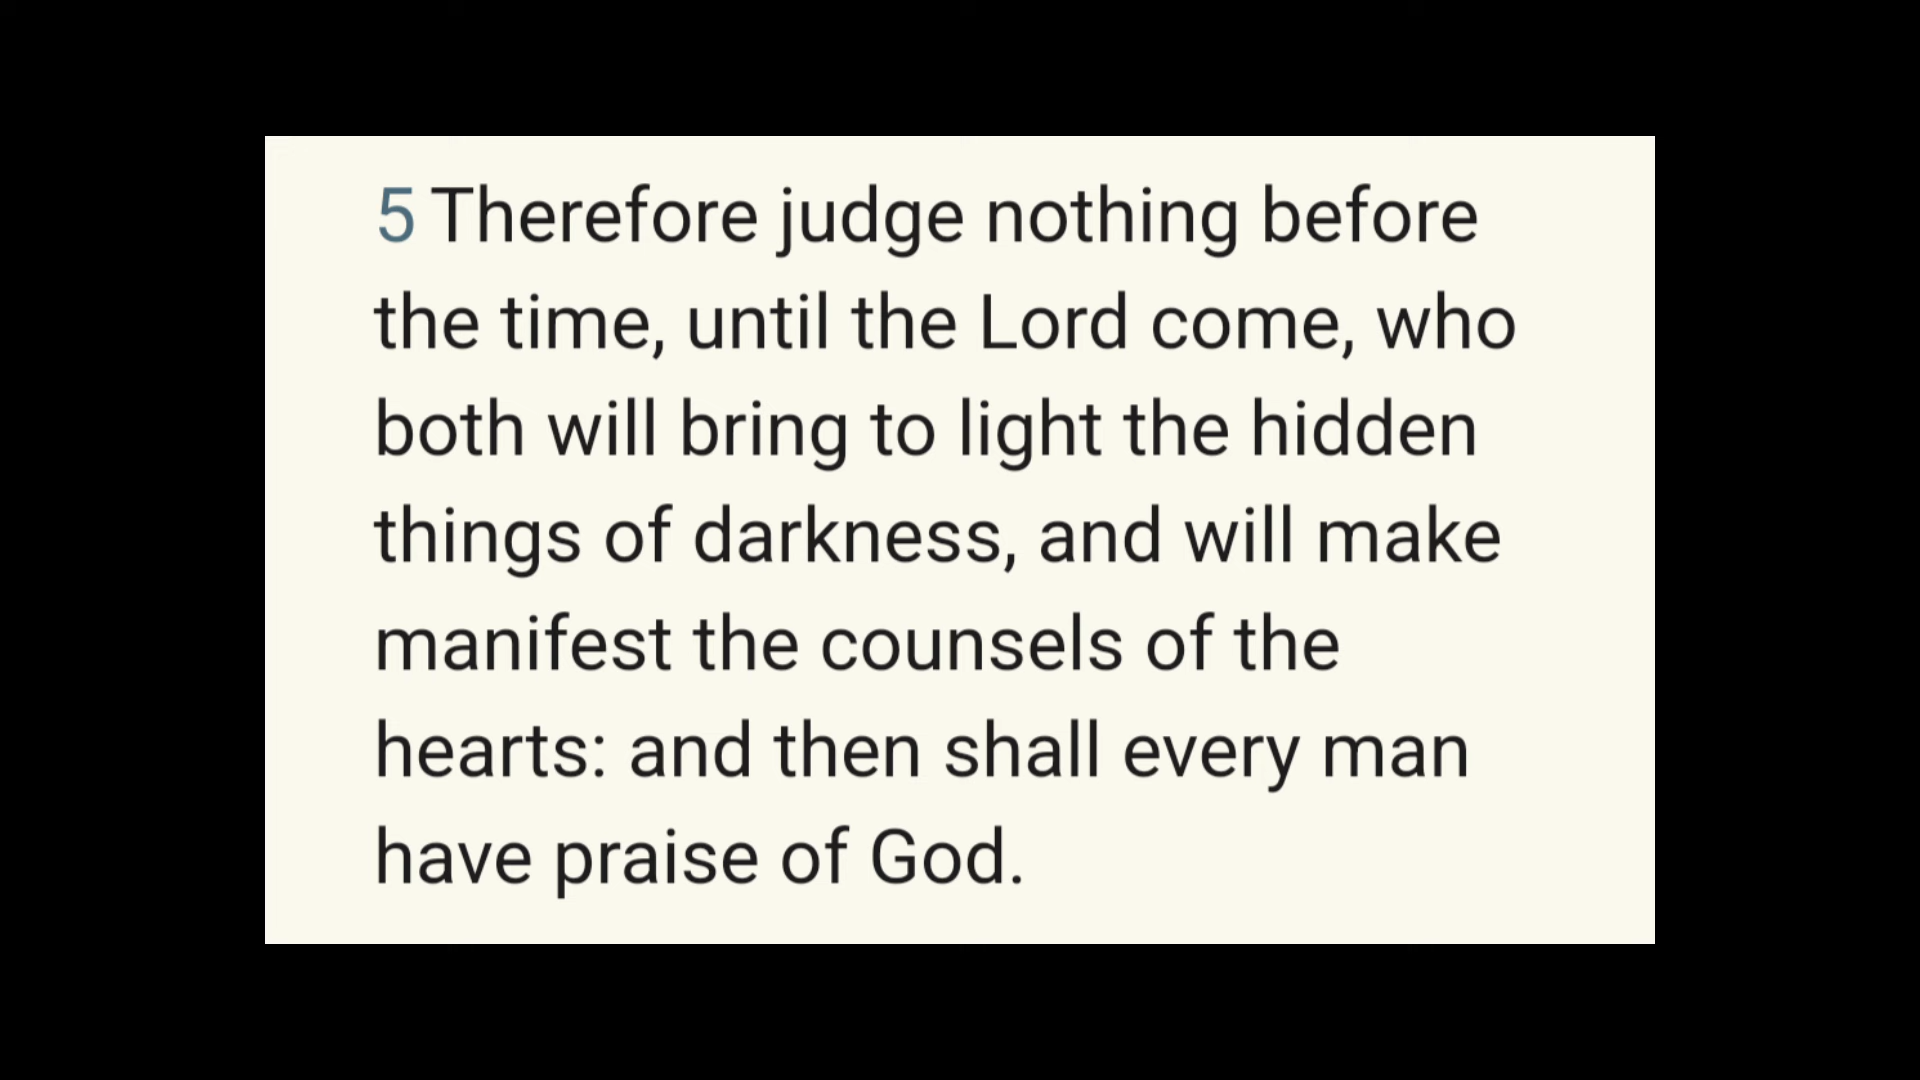 5 Therefore judge nothing before
the time, until the Lord come, who
both will bring to light the hidden
things of darkness, and will make
manifest the counsels of the
hearts: and then shall every man
have praise of God.